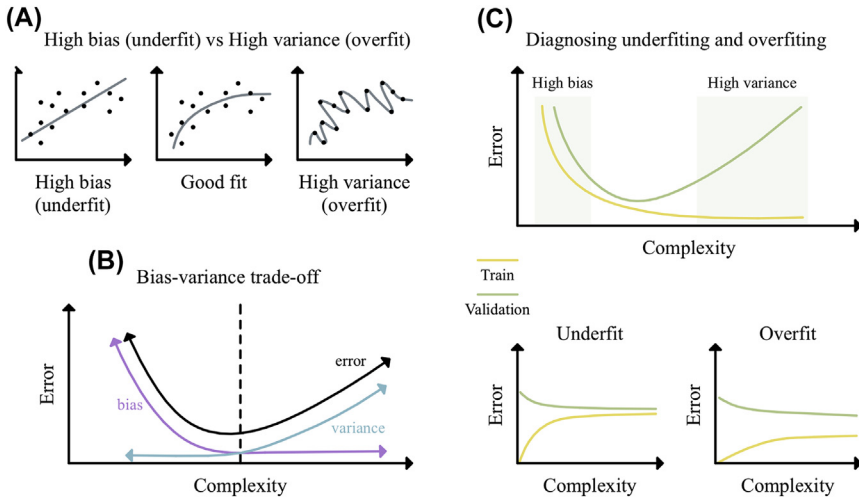 (A)
High bias (underfit) vs High variance (overfit)
High bias
(underfit)
Good fit
High variance
(overfit)
(B)
Bias-variance trade-off
Error
error
bias
variance
Complexity
(C)
Diagnosing underfiting and overfiting
High bias
High variance
Error
Complexity
Train
Validation
Underfit
Error
Complexity
Overfit
Error
Complexity